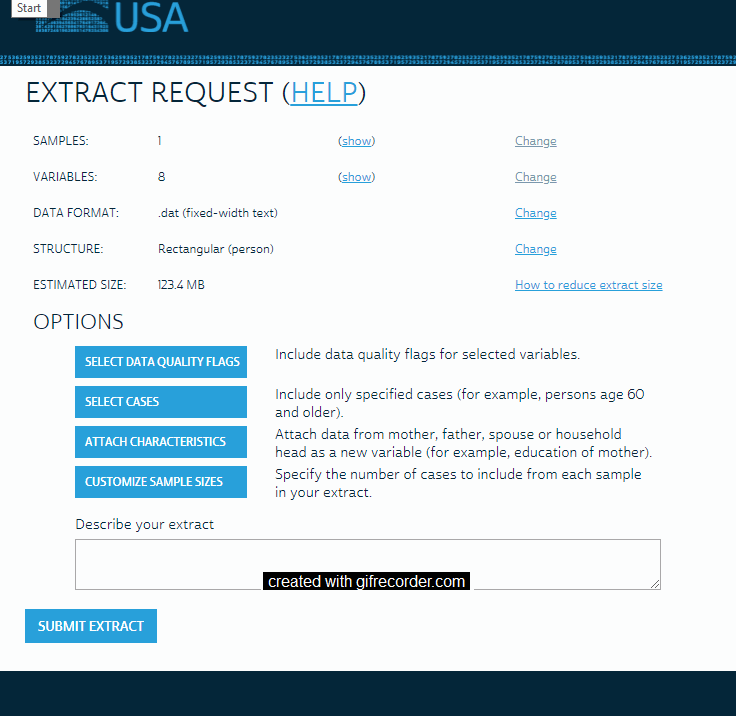 Start
USA
EXTRACT REQUEST (HELP)
SAMPLES: 1 (show) Change
VARIABLES: 8 (show) Change
DATA FORMAT: .dat (fixed-width text) Change
STRUCTURE: Rectangular (person) Change
ESTIMATED SIZE: 123.4 MB How to reduce extract size
OPTIONS
SELECT DATA QUALITY FLAGS Include data quality flags for selected variables.
SELECT CASES Include only specified cases (for example, persons age 60
and older).
ATTACH CHARACTERISTICS Attach data from mother, father, spouse or household
head as a new variable (for example, education of mother).
CUSTOMIZE SAMPLE SIZES Specify the number of cases to include from each sample
in your extract.
Describe your extract
created with gifrecorder.com
SUBMIT EXTRACT